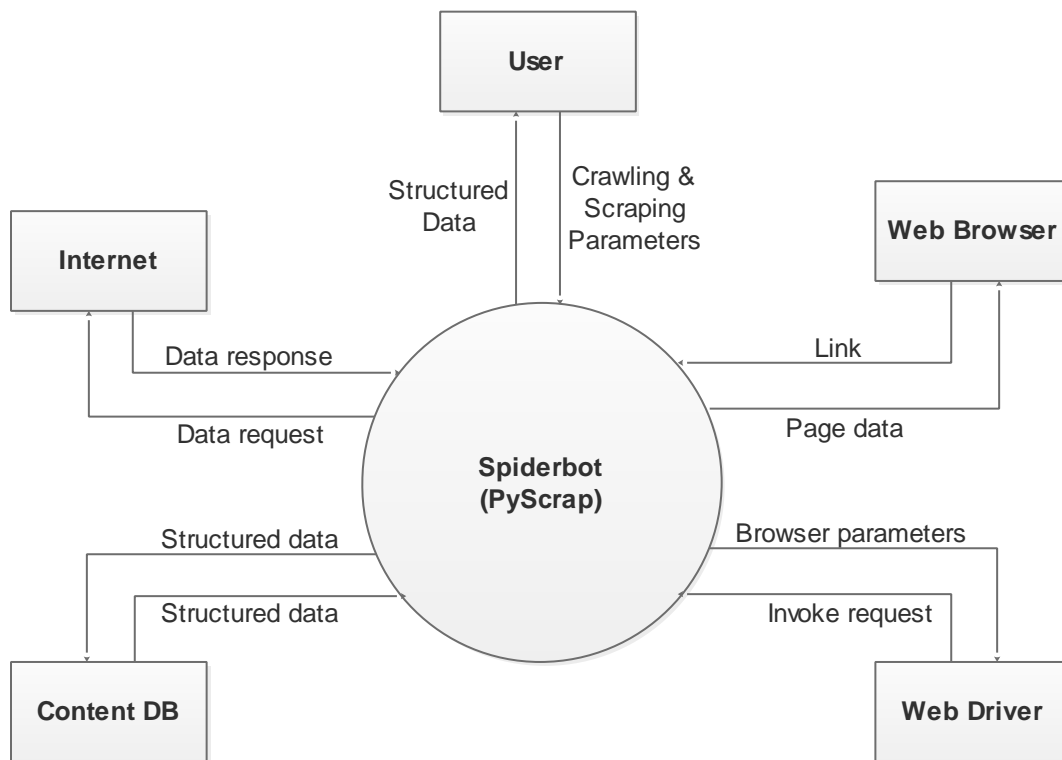 User
Structured
Data
Crawling &
Scraping
Parameters
Internet
Web Browser
Data response
Link
Data request
Page data
Spiderbot
(PyScrap)
Structured data
Browser parameters
Structured data
Invoke request
Content DB
Web Driver